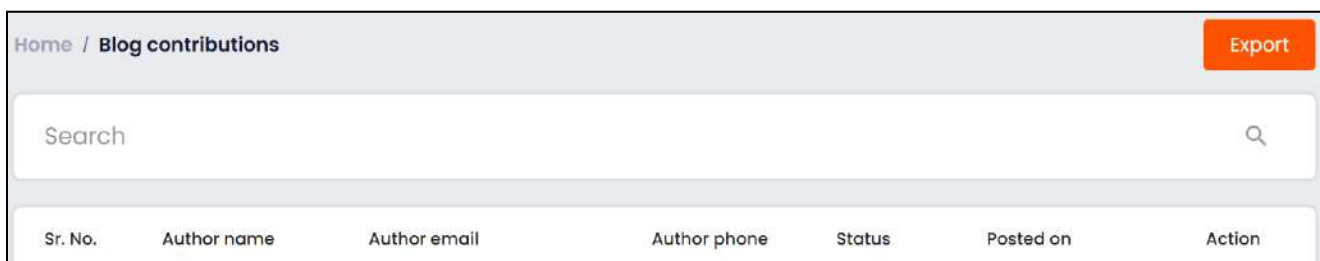 Home / Blog contributions Export
Search
Sr. No. Author name Author email Author phone Status Posted on Action